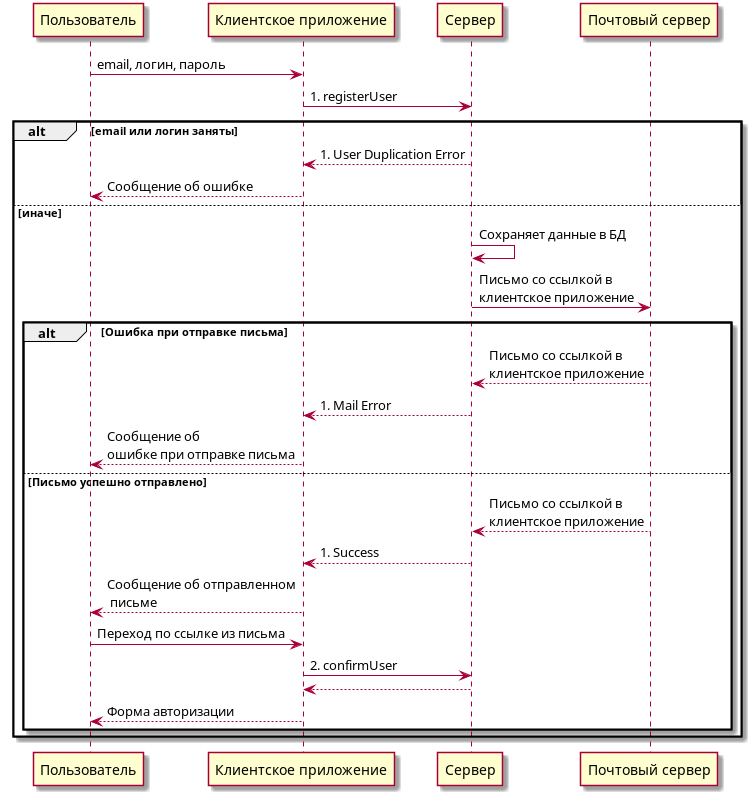 Пользователь
Клиентское приложение
Сервер
Почтовый сервер
email, логин, пароль
1. registerUser
alt
[email или логин заняты]
1. User Duplication Error
Сообщение об ошибке
[иначе]
Сохраняет данные в БД
Письмо со ссылкой в
клиентское приложение
alt
[Ошибка при отправке письма]
Письмо со ссылкой в
клиентское приложение
1. Mail Error
Сообщение об
ошибке при отправке письма
[Письмо успешно отправлено]
Письмо со ссылкой в
клиентское приложение
1. Success
Сообщение об отправленном
письме
Переход по ссылке из письма
2. confirmUser
Форма авторизации
Пользователь
Клиентское приложение
Сервер
Почтовый сервер